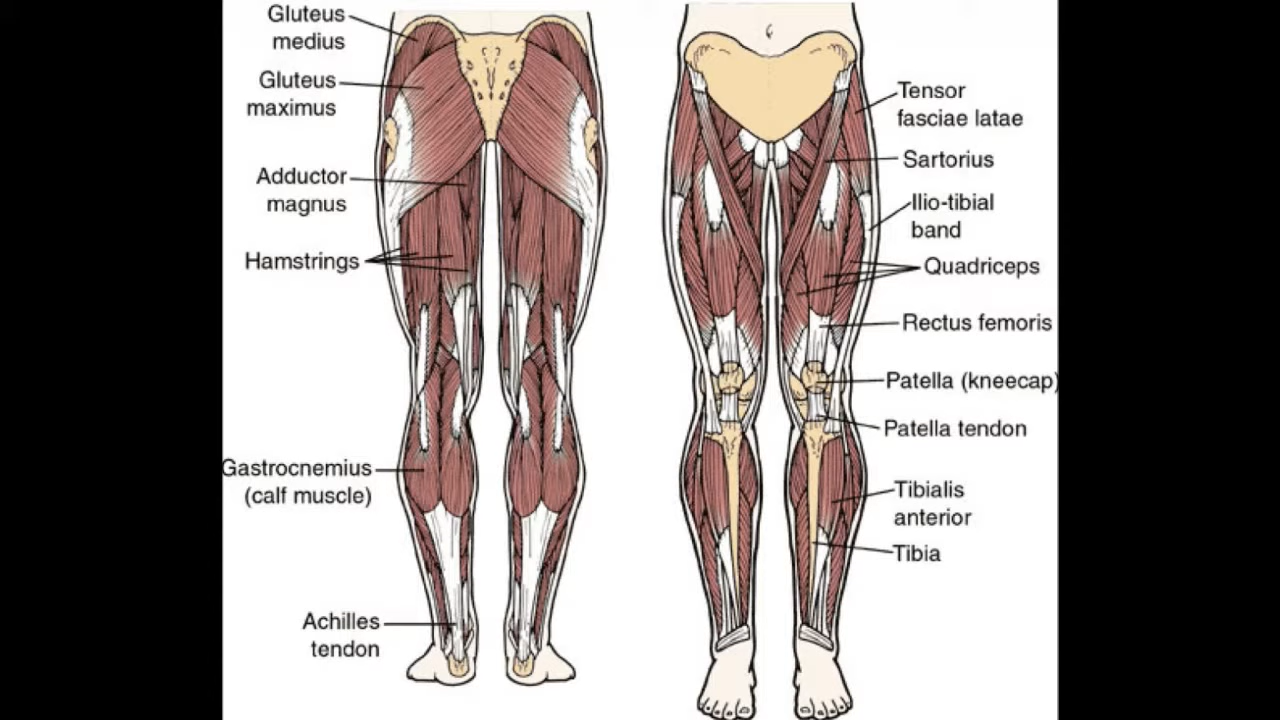 Gluteus
medius
Gluteus
maximus
Adductor
magnus
Hamstrings
Gastrocnemius
(calf muscle)
Achilles
tendon
Tensor
fasciae latae
Sartorius
Ilio-tibial
band
Quadriceps
Rectus femoris
Patella (kneecap)
Patella tendon
Tibialis
anterior
Tibia